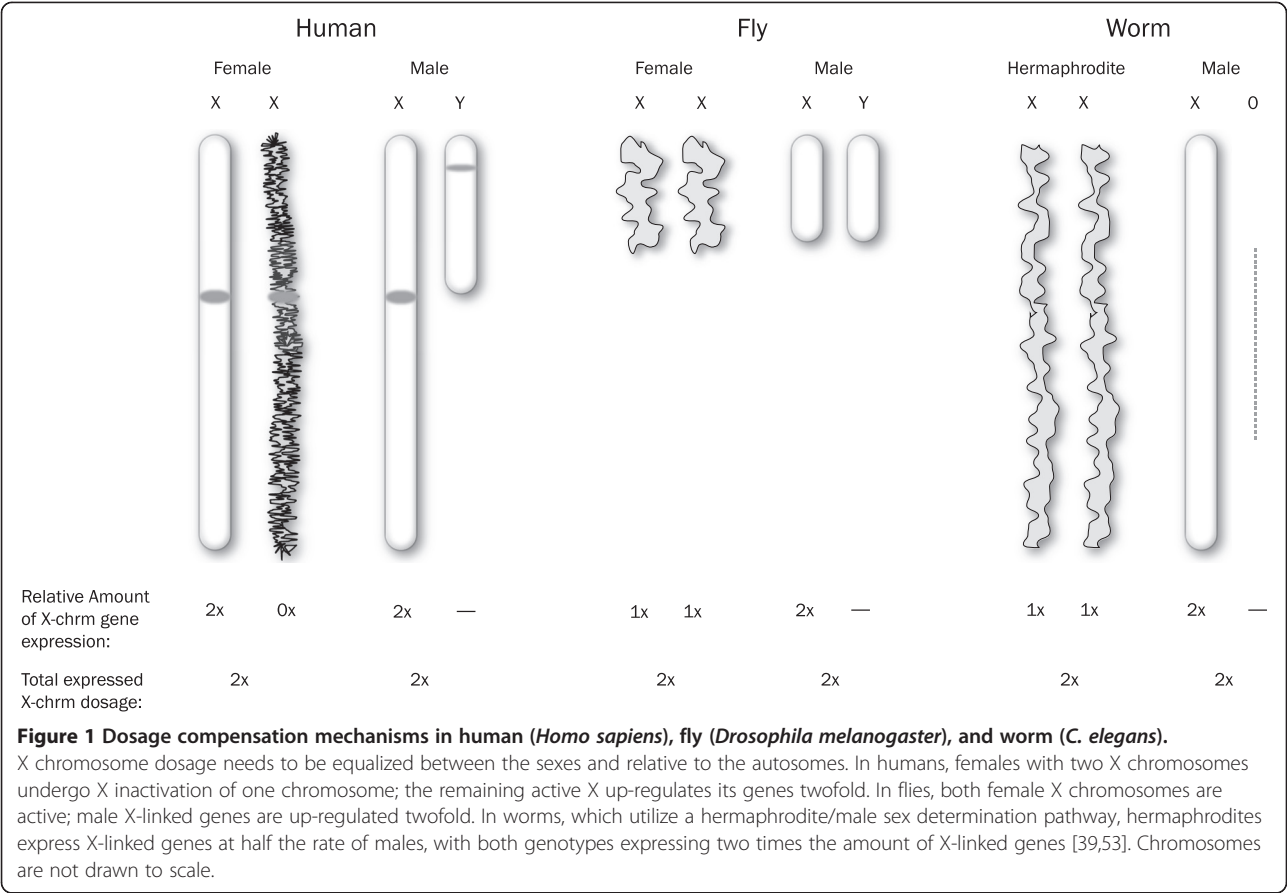 Human Fly Worm
Female Male Female Male Hermaphrodite Male
X X X Y X X X Y X X X O
Relative Amount
of X-chrm gene
expression:
2x 0x 2x — 1x 1x 2x — 1x 1x 2x —
Total expressed
X-chrm dosage:
2x 2x 2x 2x 2x 2x
Figure 1 Dosage compensation mechanisms in human (Homo sapiens), fly (Drosophila melanogaster), and worm (C. elegans).
X chromosome dosage needs to be equalized between the sexes and relative to the autosomes. In humans, females with two X chromosomes
undergo X inactivation of one chromosome; the remaining active X up-regulates its genes twofold. In flies, both female X chromosomes are
active; male X-linked genes are up-regulated twofold. In worms, which utilize a hermaphrodite/male sex determination pathway, hermaphrodites
express X-linked genes at half the rate of males, with both genotypes expressing two times the amount of X-linked genes [39,53]. Chromosomes
are not drawn to scale.